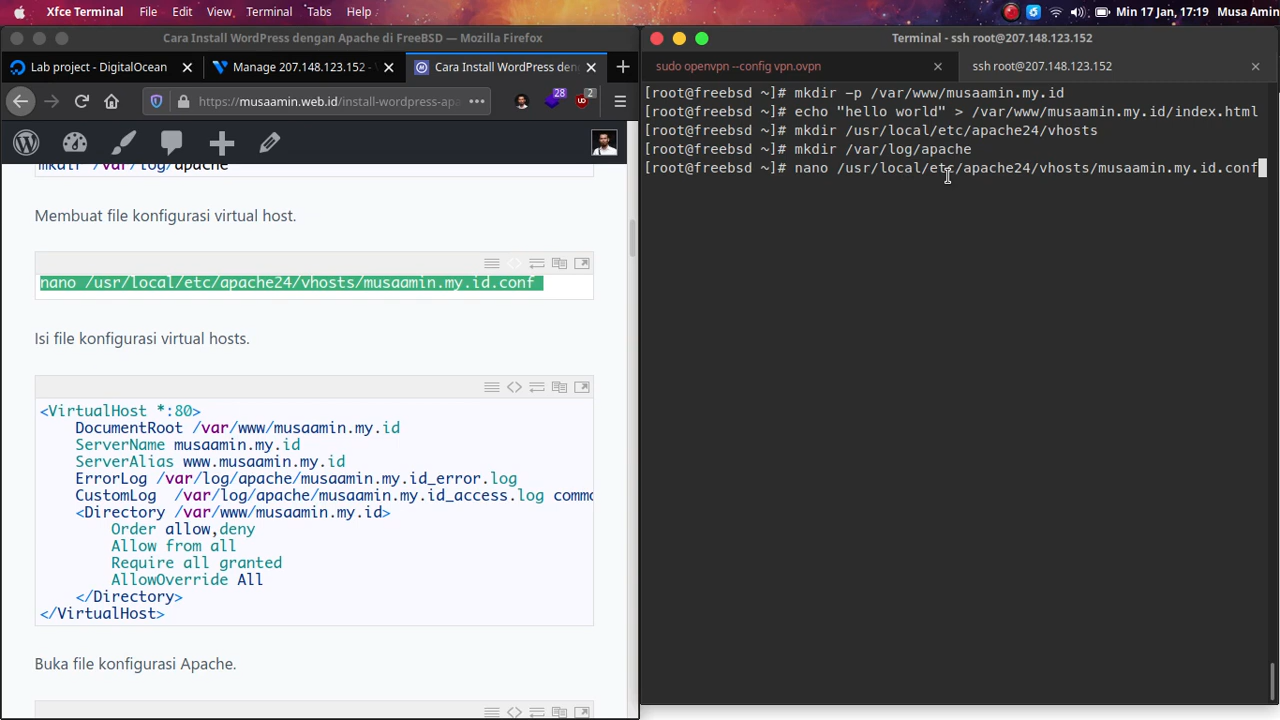 Xfce Terminal File Edit View Terminal Tabs Help Min 17 Jan, 17:19 Musa Amin
Cara Install WordPress dengan Apache di FreeBSD — Mozilla Firefox
Lab project - DigitalOcean Manage 207.148.123.152 - Cara Install WordPress den
https://musaamin.web.id/install-wordpress-apa 28 2
mkdir /var/log/apache
Membuat file konfigurasi virtual host.
nano /usr/local/etc/apache24/vhosts/musaamin.my.id.conf
Isi file konfigurasi virtual hosts.
<VirtualHost *:80>
DocumentRoot /var/www/musaamin.my.id
ServerName musaamin.my.id
ServerAlias www.musaamin.my.id
ErrorLog /var/log/apache/musaamin.my.id_error.log
CustomLog /var/log/apache/musaamin.my.id_access.log commo
<Directory /var/www/musaamin.my.id>
Order allow,deny
Allow from all
Require all granted
AllowOverride All
</Directory>
</VirtualHost>
Buka file konfigurasi Apache.
Terminal - ssh root@207.148.123.152
sudo openvpn --config vpn.ovpn ssh root@207.148.123.152
[root@freebsd ~]# mkdir -p /var/www/musaamin.my.id
[root@freebsd ~]# echo "hello world" > /var/www/musaamin.my.id/index.html
[root@freebsd ~]# mkdir /usr/local/etc/apache24/vhosts
[root@freebsd ~]# mkdir /var/log/apache
[root@freebsd ~]# nano /usr/local/etc/apache24/vhosts/musaamin.my.id.conf